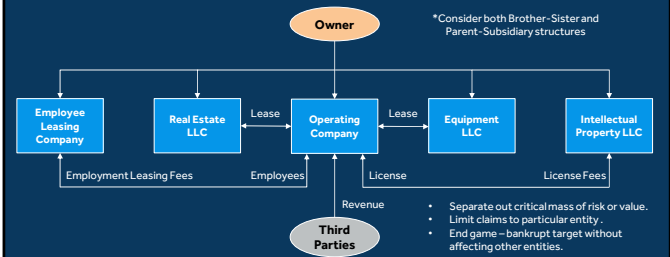 Owner
*Consider both Brother-Sister and
Parent-Subsidiary structures
Employee
Leasing
Company
Real Estate
LLC
Lease
Operating
Company
Lease
Equipment
LLC
Intellectual
Property LLC
Employment Leasing Fees
Employees
License
License Fees
Revenue
Third
Parties
• Separate out critical mass of risk or value.
• Limit claims to particular entity .
• End game – bankrupt target without
affecting other entities.